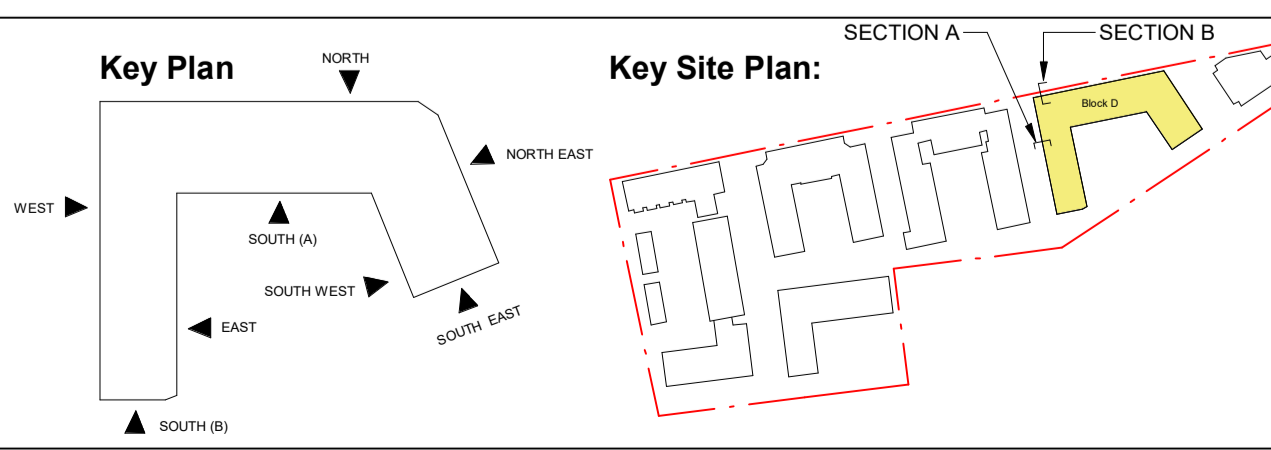 Key Plan
NORTH
NORTH EAST
WEST
SOUTH (A)
SOUTH WEST
EAST
SOUTH EAST
SOUTH (B)
Key Site Plan:
SECTION A
SECTION B
Block D